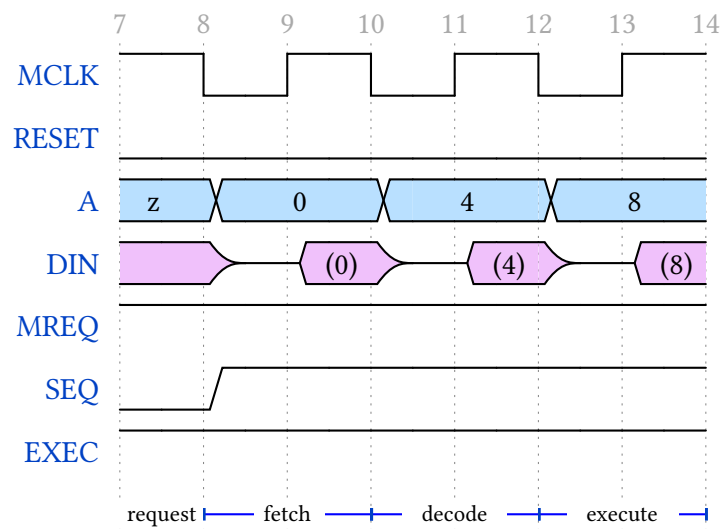 7 8 9 10 11 12 13 14
MCLK
RESET
A z 0 4 8
DIN (0) (4) (8)
MREQ
SEQ
EXEC
request fetch decode execute